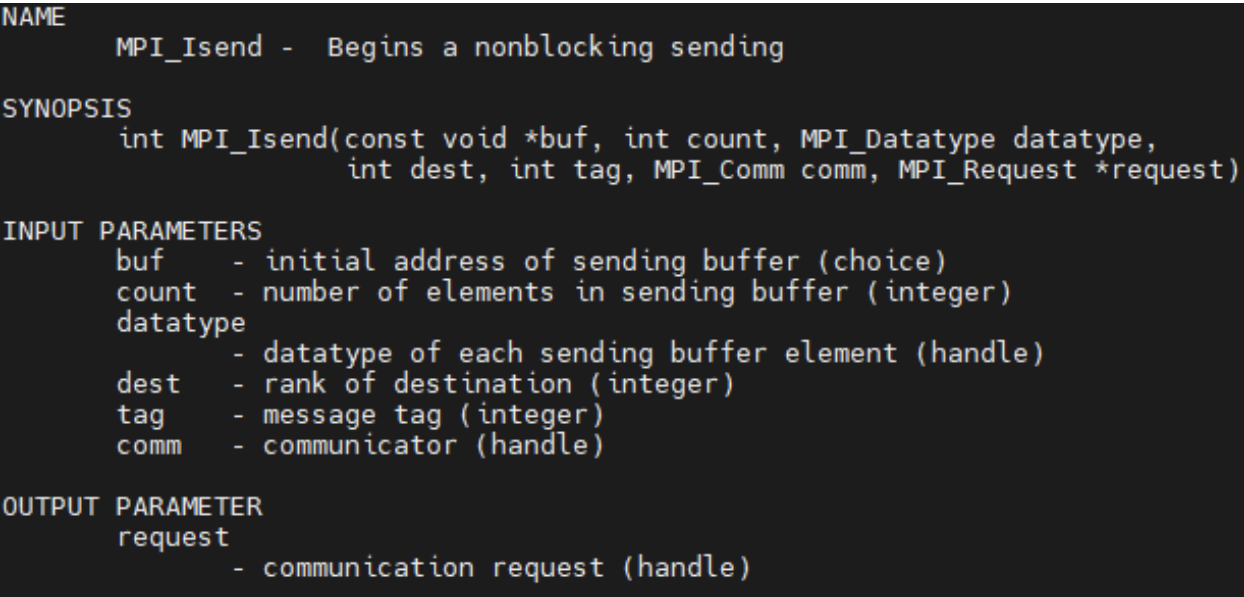 NAME
MPI_Isend -  Begins a nonblocking sending
SYNOPSIS
int MPI_Isend(const void *buf, int count, MPI_Datatype datatype,
int dest, int tag, MPI_Comm comm, MPI_Request *request)
INPUT PARAMETERS
buf    - initial address of sending buffer (choice)
count  - number of elements in sending buffer (integer)
datatype
- datatype of each sending buffer element (handle)
dest   - rank of destination (integer)
tag    - message tag (integer)
comm   - communicator (handle)
OUTPUT PARAMETER
request
- communication request (handle)